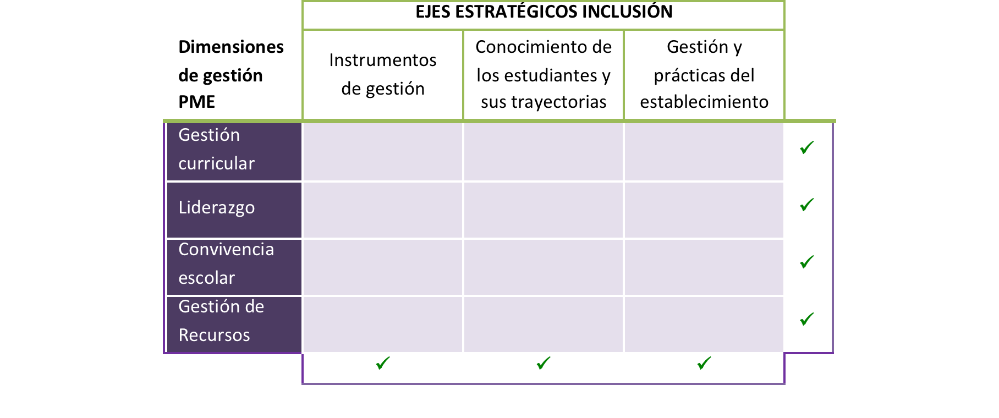 EJES ESTRATÉGICOS INCLUSIÓN
Dimensiones
de gestión
PME
Instrumentos
de gestión
Conocimiento de
los estudiantes y
sus trayectorias
Gestión y
prácticas del
establecimiento
Gestión
curricular
✓
Liderazgo
✓
Convivencia
escolar
✓
Gestión de
Recursos
✓
✓ ✓ ✓